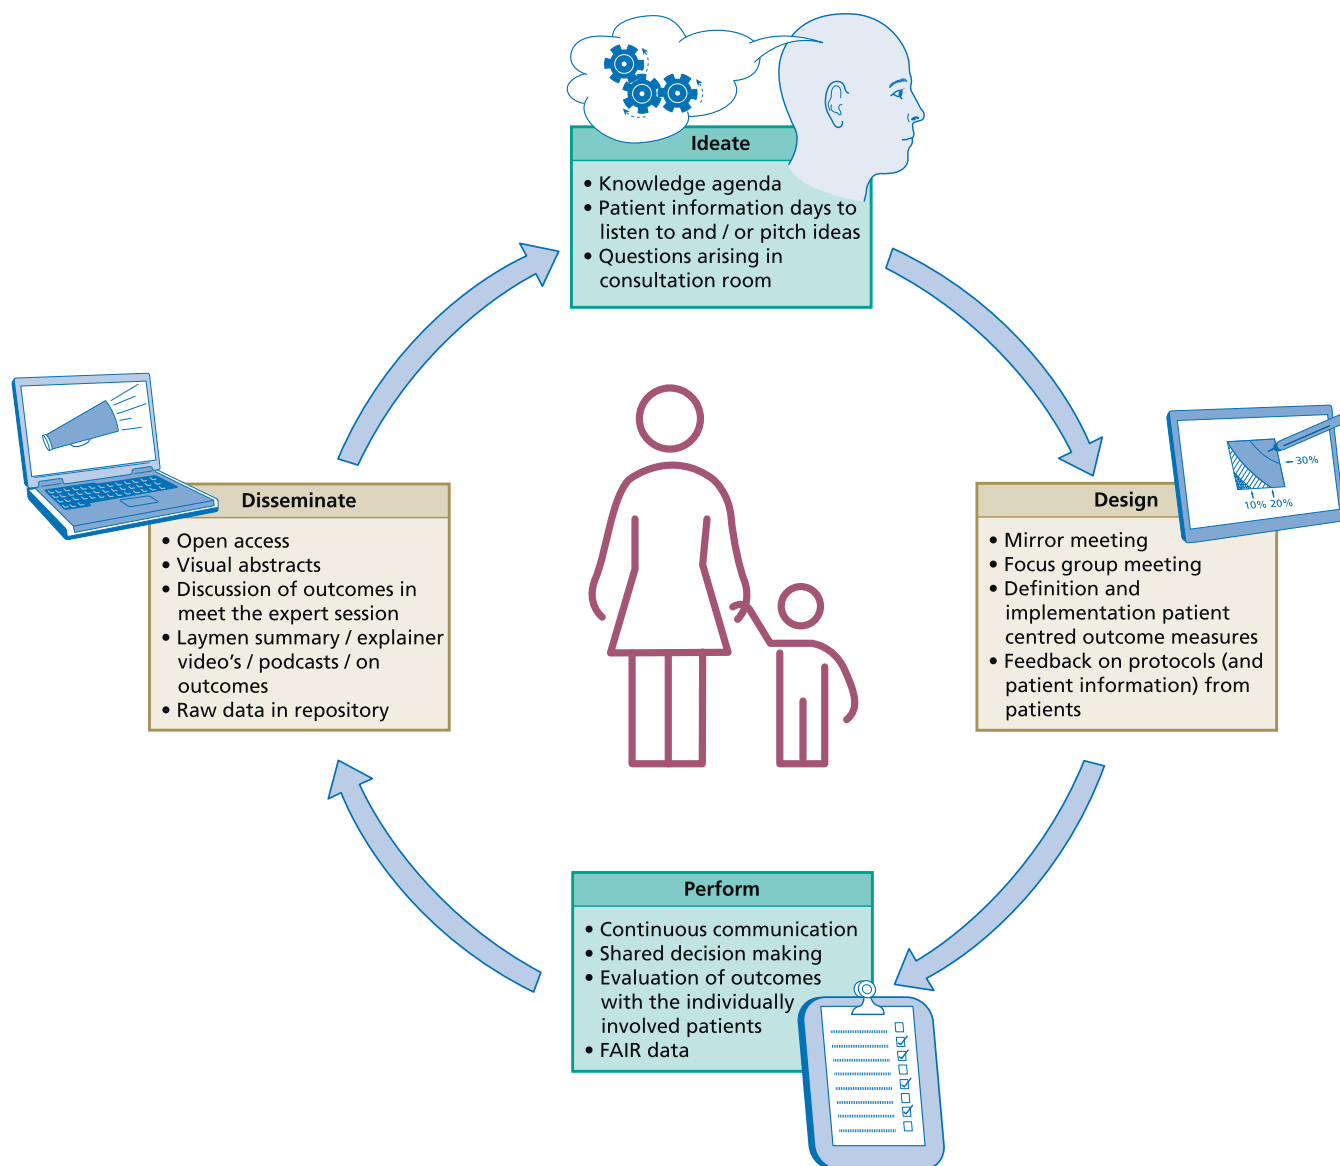 Ideate
• Knowledge agenda
• Patient information days to
listen to and / or pitch ideas
• Questions arising in
consultation room
Design
30%
10% 20%
• Mirror meeting
• Focus group meeting
• Definition and
implementation patient
centred outcome measures
• Feedback on protocols (and
patient information) from
patients
Perform
• Continuous communication
• Shared decision making
• Evaluation of outcomes
with the individually
involved patients
• FAIR data
Disseminate
• Open access
• Visual abstracts
• Discussion of outcomes in
meet the expert session
• Laymen summary / explainer
video's / podcasts / on
outcomes
• Raw data in repository